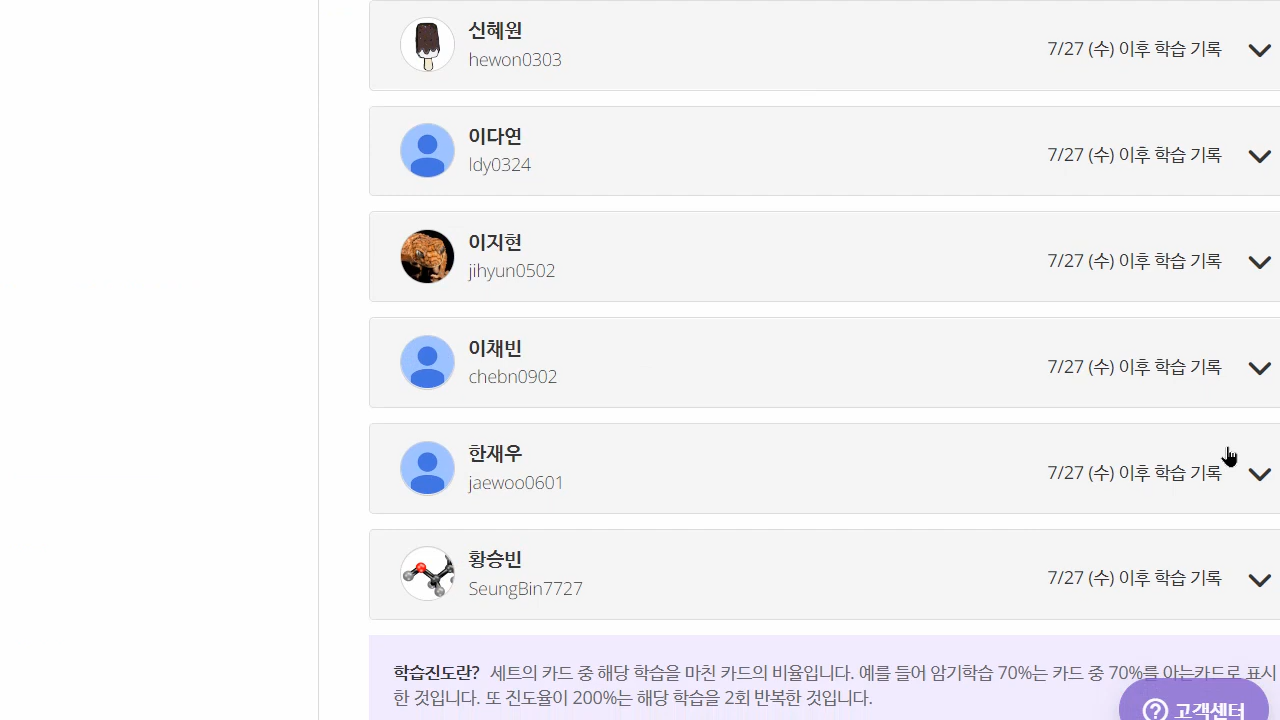 신혜원
hewon0303
7/27 (수) 이후 학습 기록
이다연
ldy0324
7/27 (수) 이후 학습 기록
이지현
jihyun0502
7/27 (수) 이후 학습 기록
이채빈
chebn0902
7/27 (수) 이후 학습 기록
한재우
jaewoo0601
7/27 (수) 이후 학습 기록
황승빈
SeungBin7727
7/27 (수) 이후 학습 기록
학습진도란? 세트의 카드 중 해당 학습을 마친 카드의 비율입니다. 예를 들어 암기학습 70%는 카드 중 70%를 아는카드로 표시
한 것입니다. 또 진도율이 200%는 해당 학습을 2회 반복한 것입니다.
고객센터